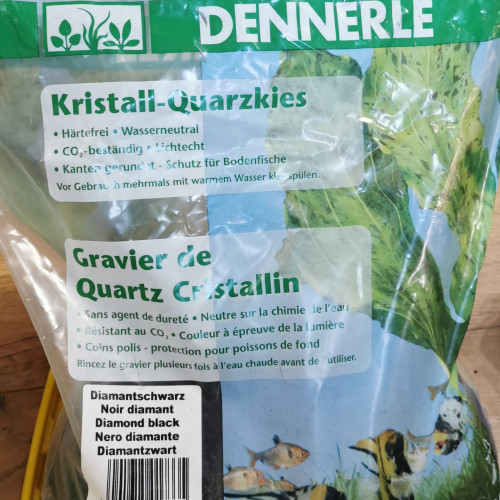 DENNERLE
Kristall-Quarzkies
• Härtefrei • Wasserneutral
• CO₂-beständig • Lichtecht
• Kanten gerundet - Schutz für Bodenfische
Vor Gebrauch mehrmals mit warmem Wasser klarspülen.
Gravier de
Quartz Cristallin
• Sans agent de dureté • Neutre sur la chimie de l'eau
• Résistant au CO₂ • Couleur à épreuve de la lumière
• Coins polis - protection pour poissons de fond
Rincez le gravier plusieurs fois à l'eau chaude avant de l'utiliser.
Diamantschwarz
Noir diamant
Diamond black
Nero diamante
Diamantzwart